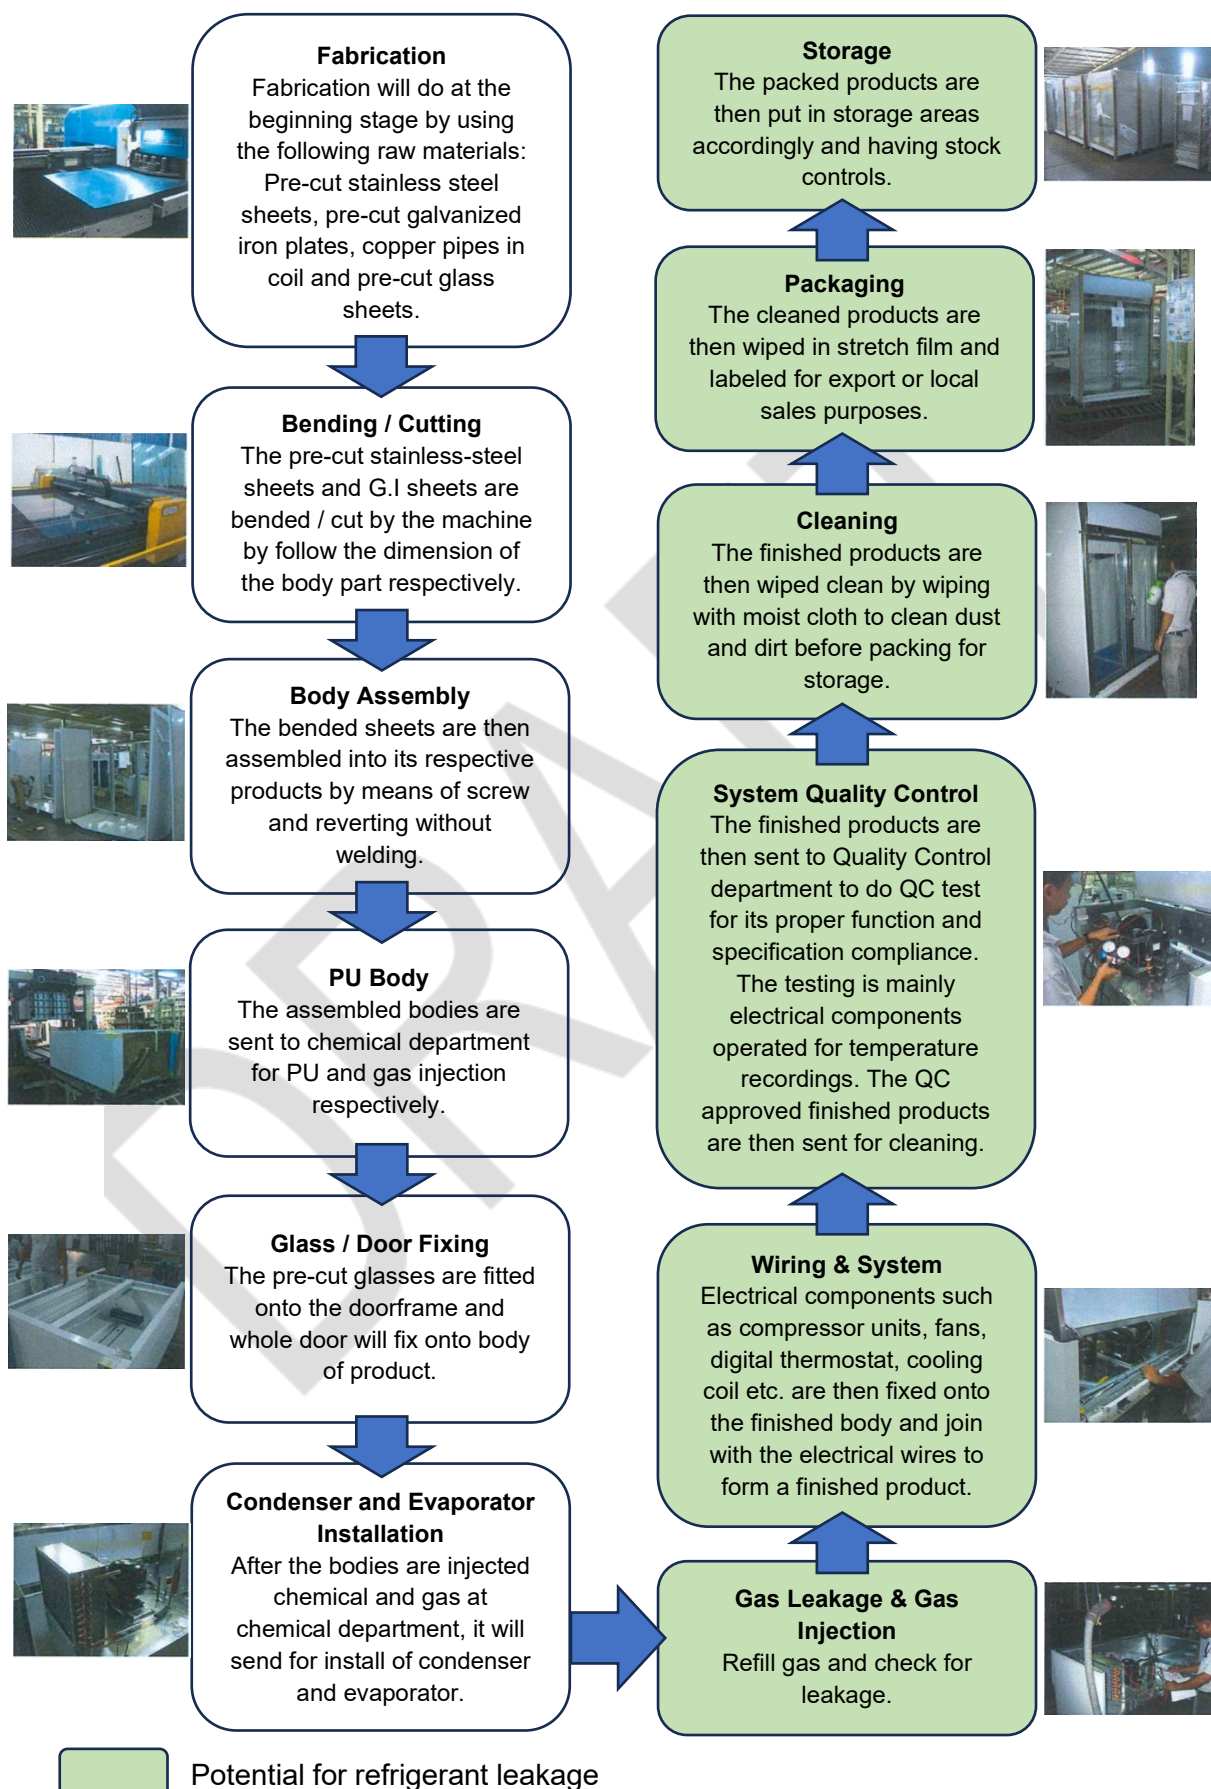 Fabrication
Fabrication will do at the
beginning stage by using
the following raw materials:
Pre-cut stainless steel
sheets, pre-cut galvanized
iron plates, copper pipes in
coil and pre-cut glass
sheets.
Bending / Cutting
The pre-cut stainless-steel
sheets and G.I sheets are
bended / cut by the machine
by follow the dimension of
the body part respectively.
Body Assembly
The bended sheets are then
assembled into its respective
products by means of screw
and reverting without
welding.
PU Body
The assembled bodies are
sent to chemical department
for PU and gas injection
respectively.
Glass / Door Fixing
The pre-cut glasses are fitted
onto the doorframe and
whole door will fix onto body
of product.
Condenser and Evaporator
Installation
After the bodies are injected
chemical and gas at
chemical department, it will
send for install of condenser
and evaporator.
Gas Leakage & Gas
Injection
Refill gas and check for
leakage.
Wiring & System
Electrical components such
as compressor units, fans,
digital thermostat, cooling
coil etc. are then fixed onto
the finished body and join
with the electrical wires to
form a finished product.
System Quality Control
The finished products are
then sent to Quality Control
department to do QC test
for its proper function and
specification compliance.
The testing is mainly
electrical components
operated for temperature
recordings. The QC
approved finished products
are then sent for cleaning.
Cleaning
The finished products are
then wiped clean by wiping
with moist cloth to clean dust
and dirt before packing for
storage.
Packaging
The cleaned products are
then wiped in stretch film and
labeled for export or local
sales purposes.
Storage
The packed products are
then put in storage areas
accordingly and having stock
controls.
Potential for refrigerant leakage
DRAFT